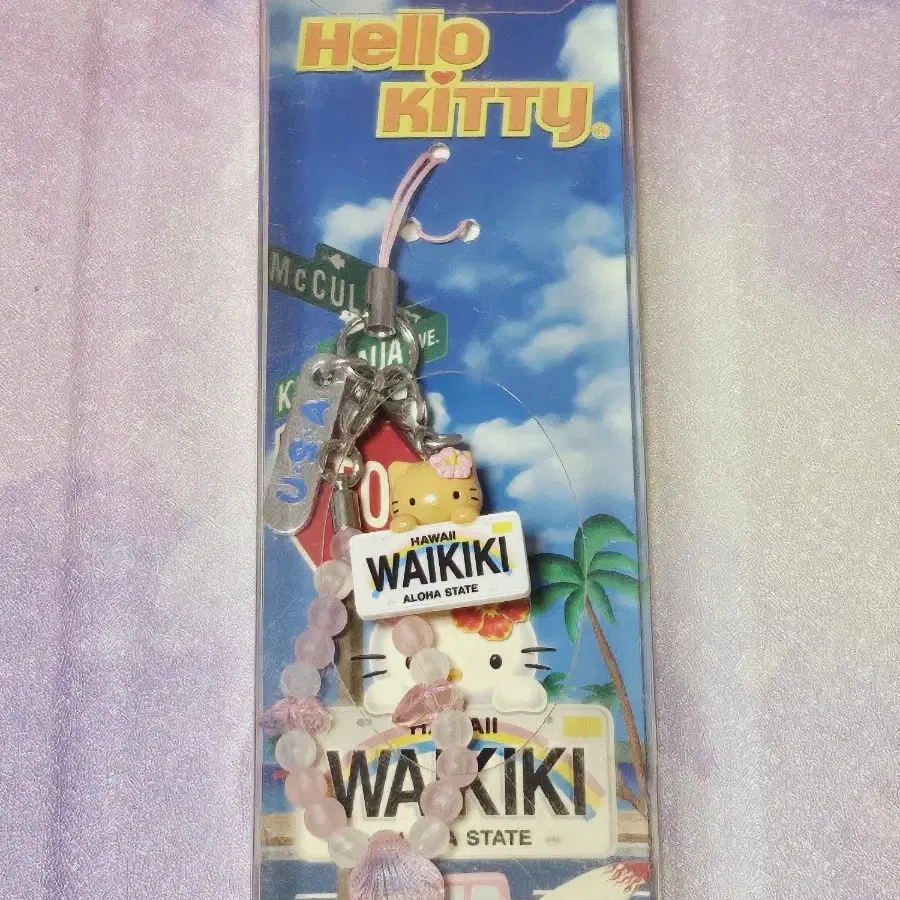 Hello
Kitty®
McCUL
AVE.
K
O
HAWAII
WAIKIKI
ALOHA STATE
HAWAII
WAIKIKI
A STATE